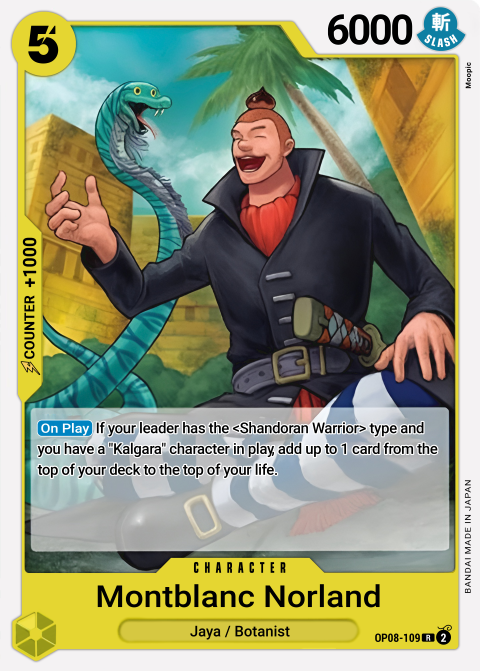 5
6000
斬
SLASH
Moopic
COUNTER +1000
On Play If your leader has the <Shandoran Warrior> type and
you have a "Kalgara" character in play, add up to 1 card from the
top of your deck to the top of your life.
BANDAI MADE IN JAPAN
CHARACTER
Montblanc Norland
Jaya / Botanist
OP08-109 R 2